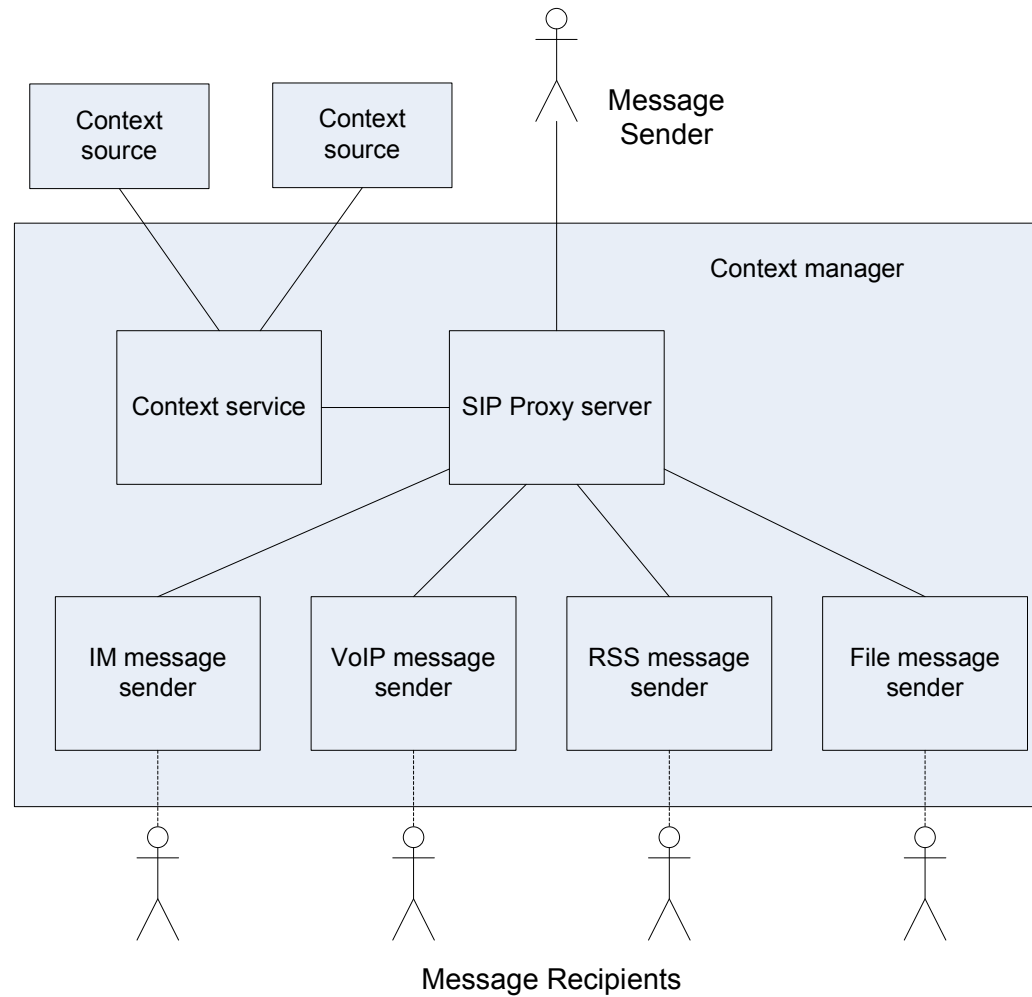 Message
Sender
Context
source
Context
source
Context manager
Context service
SIP Proxy server
IM message
sender
VoIP message
sender
RSS message
sender
File message
sender
Message Recipients